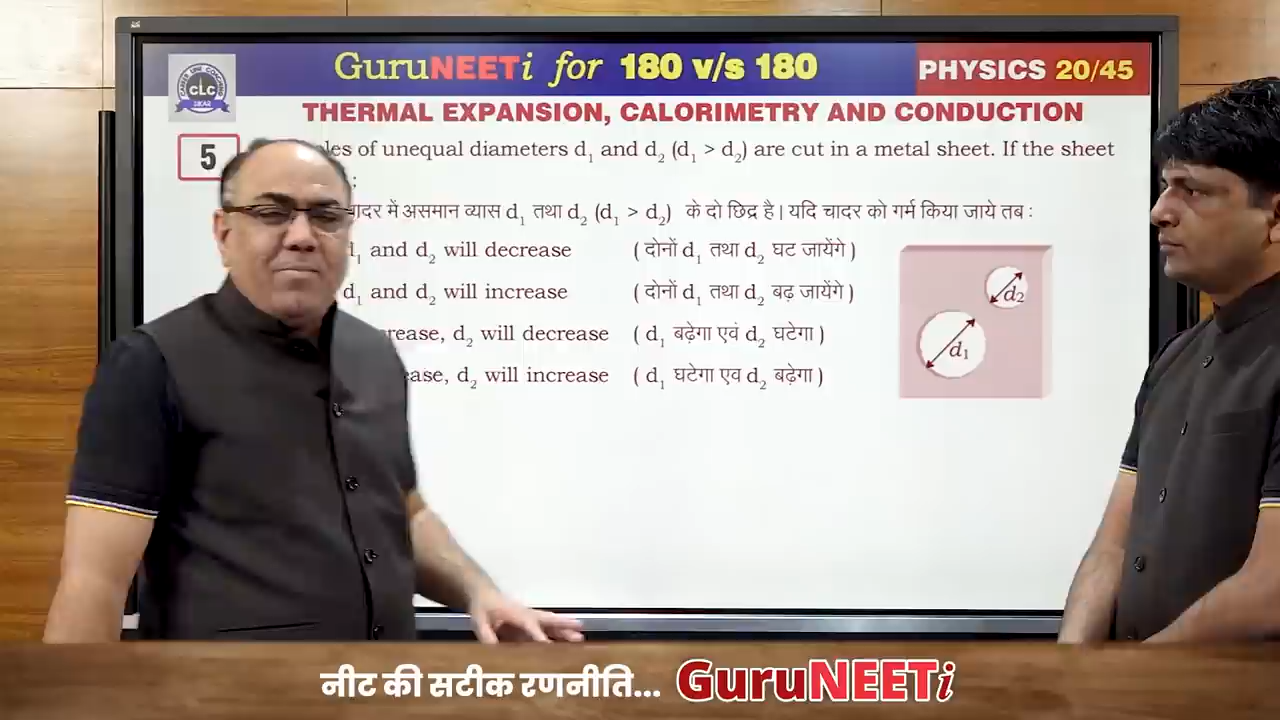 GuruNEETi for 180 v/s 180
PHYSICS 20/45
CLC
SIKAR
THERMAL EXPANSION, CALORIMETRY AND CONDUCTION
5
of unequal diameters d₁ and d₂ (d₁ > d₂) are cut in a metal sheet. If the sheet
:
में असमान व्यास d₁ तथा d₂ (d₁ > d₂) के दो छिद्र है। यदि चादर को गर्म किया जाये तब :
d₁ and d₂ will decrease ( दोनों d₁ तथा d₂ घट जायेंगे )
d₁ and d₂ will increase ( दोनों d₁ तथा d₂ बढ़ जायेंगे )
d₂ will decrease ( d₁ बढ़ेगा एवं d₂ घटेगा )
d₂ will increase ( d₁ घटेगा एव d₂ बढ़ेगा )
d₂
d₁
नीट की सटीक रणनीति... GuruNEETi